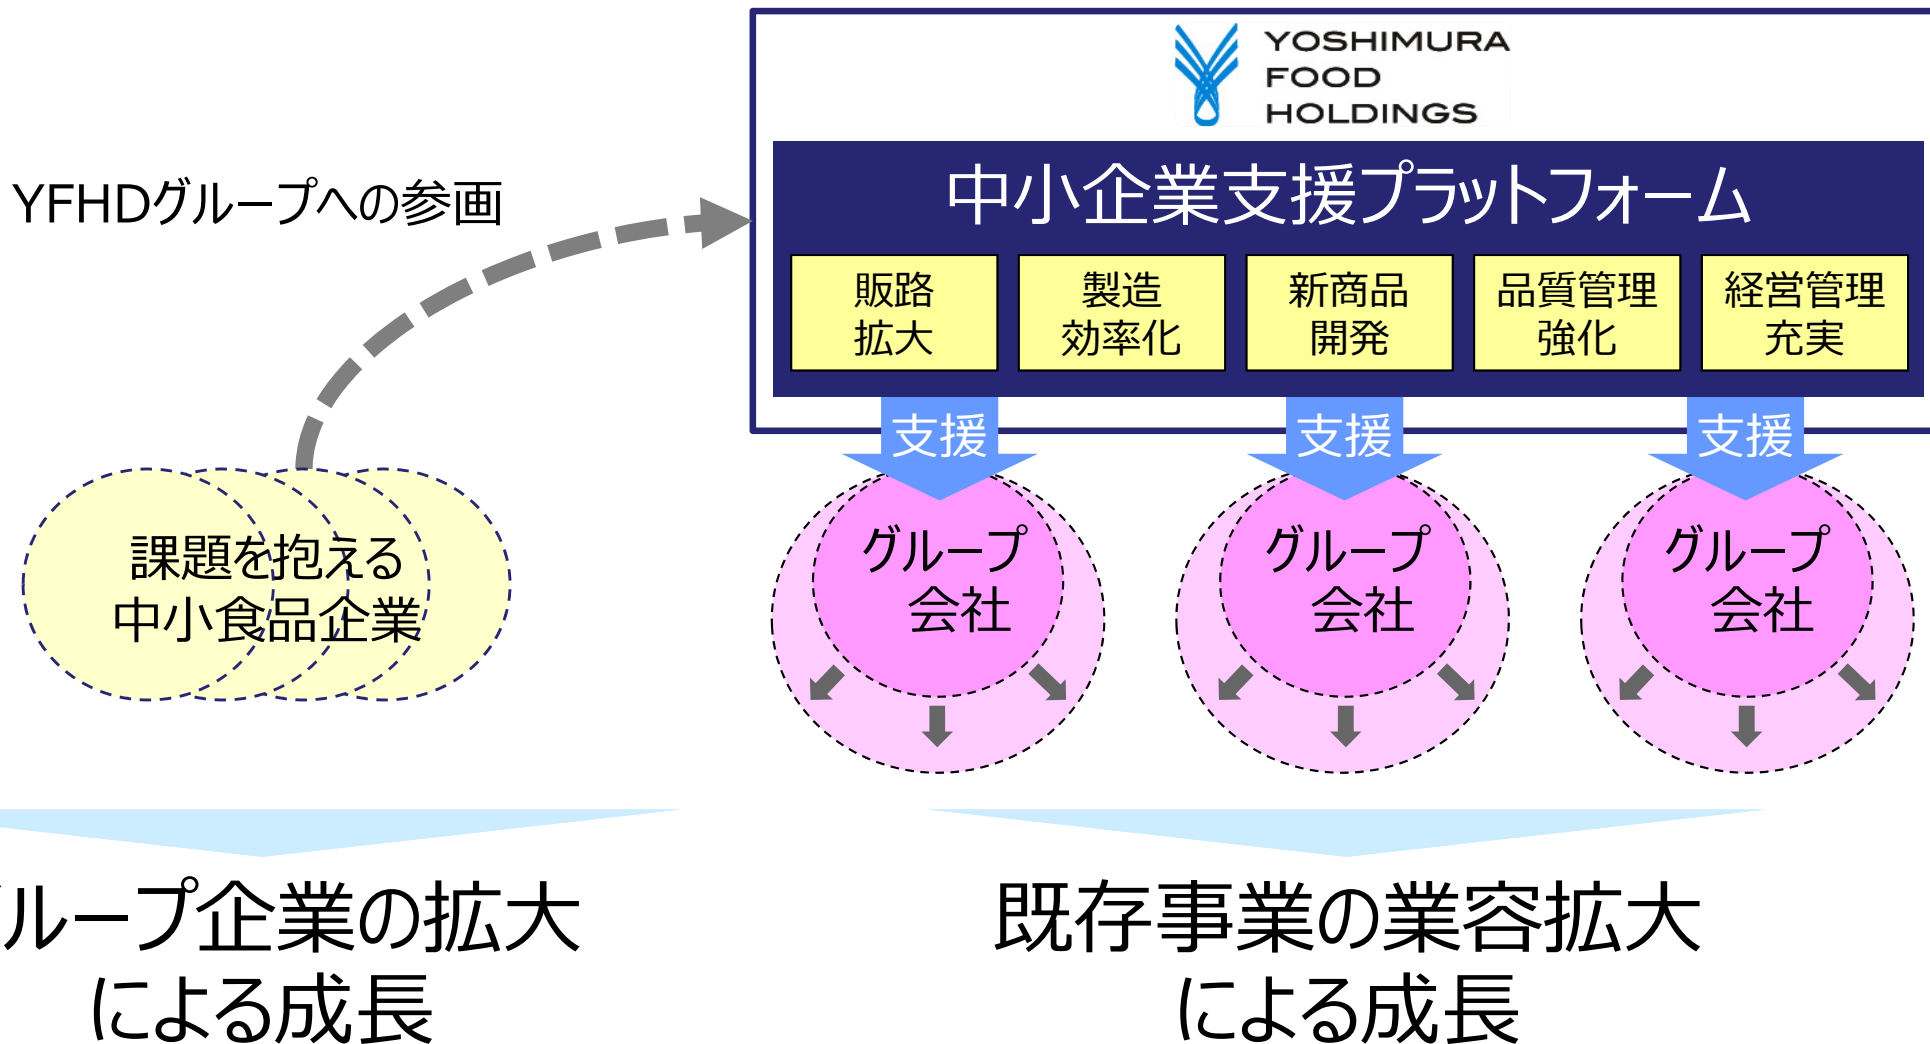 YOSHIMURA
FOOD
HOLDINGS
中小企業支援プラットフォーム
YFHDグループへの参画
販路
拡大
製造
効率化
新商品
開発
品質管理
強化
経営管理
充実
支援
支援
支援
課題を抱える
中小食品企業
グループ
会社
グループ
会社
グループ
会社
ループ企業の拡大
による成長
既存事業の業容拡大
による成長